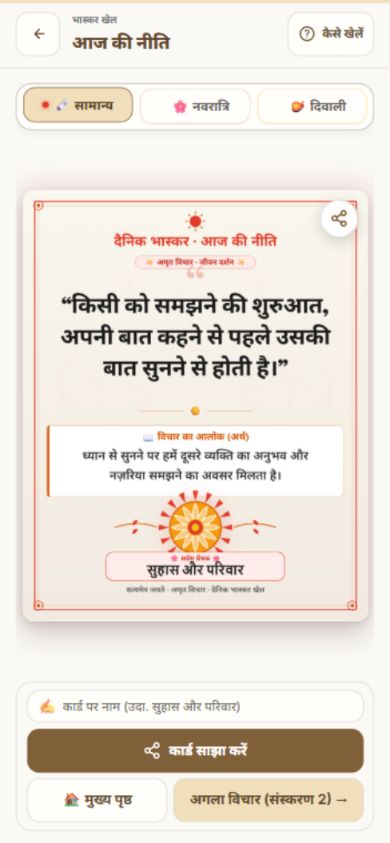 भास्कर खेल
आज की नीति
कैसे खेलें
सामान्य
नवरात्रि
दिवाली
दैनिक भास्कर · आज की नीति
अमृत विचार · जीवन दर्शन
“किसी को समझने की शुरुआत,
अपनी बात कहने से पहले उसकी
बात सुनने से होती है।”
विचार का आलोक (अर्थ)
ध्यान से सुनने पर हमें दूसरे व्यक्ति का अनुभव और
नज़रिया समझने का अवसर मिलता है।
सप्रेम प्रेषक
सुहास और परिवार
सत्यमेव जयते · अमृत विचार · दैनिक भास्कर खेल
कार्ड पर नाम (उदा. सुहास और परिवार)
कार्ड साझा करें
मुख्य पृष्ठ
अगला विचार (संस्करण 2) →